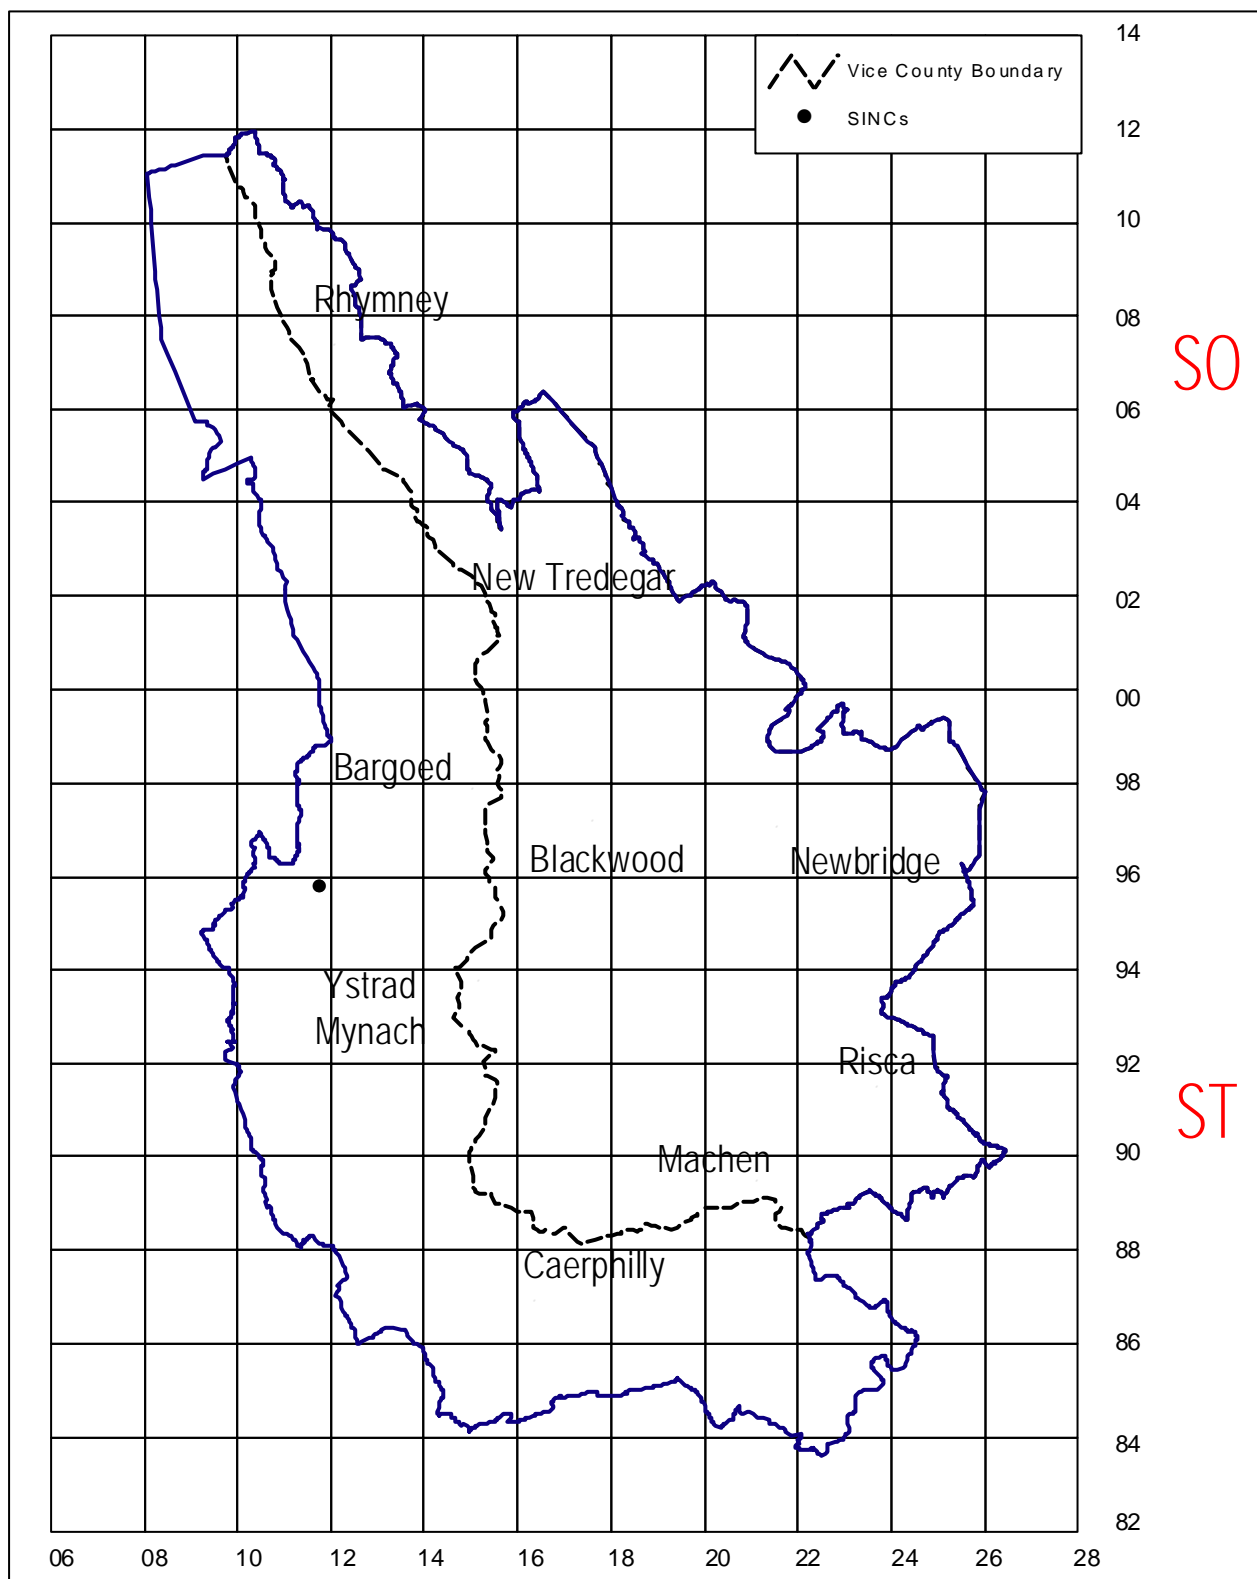 14
Vice County Boundary
SINCs
12
10
Rhymney
08
SO
06
04
New Tredegar
02
00
Bargoed
98
Blackwood
Newbridge
96
Ystrad
Mynach
94
Risca
92
ST
Machen
90
Caerphilly
88
86
84
82
06 08 10 12 14 16 18 20 22 24 26 28